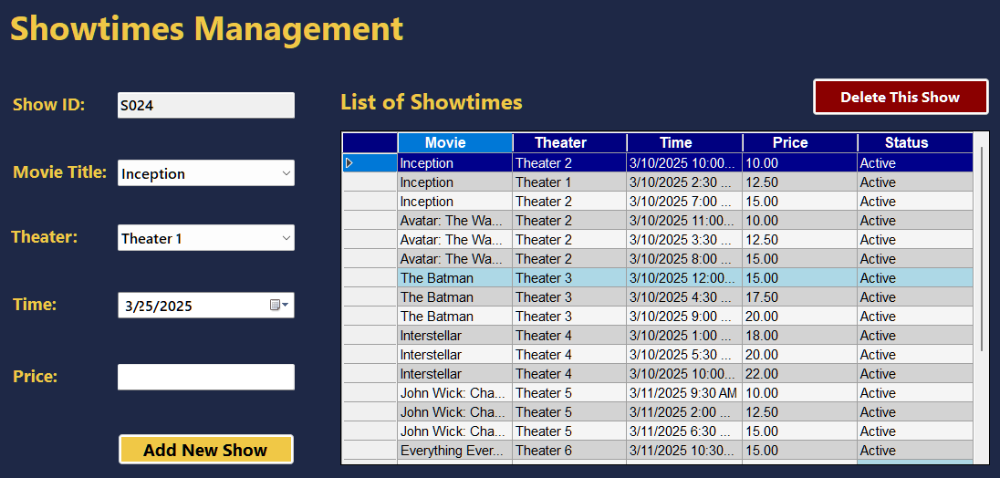 Showtimes Management
Show ID: S024
Movie Title: Inception
Theater: Theater 1
Time: 3/25/2025
Price:
Add New Show
List of Showtimes
Delete This Show
Movie Theater Time Price Status
Inception Theater 2 3/10/2025 10:00... 10.00 Active
Inception Theater 1 3/10/2025 2:30 ... 12.50 Active
Inception Theater 2 3/10/2025 7:00 ... 15.00 Active
Avatar: The Wa... Theater 2 3/10/2025 11:00... 10.00 Active
Avatar: The Wa... Theater 2 3/10/2025 3:30 ... 12.50 Active
Avatar: The Wa... Theater 2 3/10/2025 8:00 ... 15.00 Active
The Batman Theater 3 3/10/2025 12:00... 15.00 Active
The Batman Theater 3 3/10/2025 4:30 ... 17.50 Active
The Batman Theater 3 3/10/2025 9:00 ... 20.00 Active
Interstellar Theater 4 3/10/2025 1:00 ... 18.00 Active
Interstellar Theater 4 3/10/2025 5:30 ... 20.00 Active
Interstellar Theater 4 3/10/2025 10:00... 22.00 Active
John Wick: Cha... Theater 5 3/11/2025 9:30 AM 10.00 Active
John Wick: Cha... Theater 5 3/11/2025 2:00 ... 12.50 Active
John Wick: Cha... Theater 5 3/11/2025 6:30 ... 15.00 Active
Everything Ever... Theater 6 3/11/2025 10:30... 15.00 Active